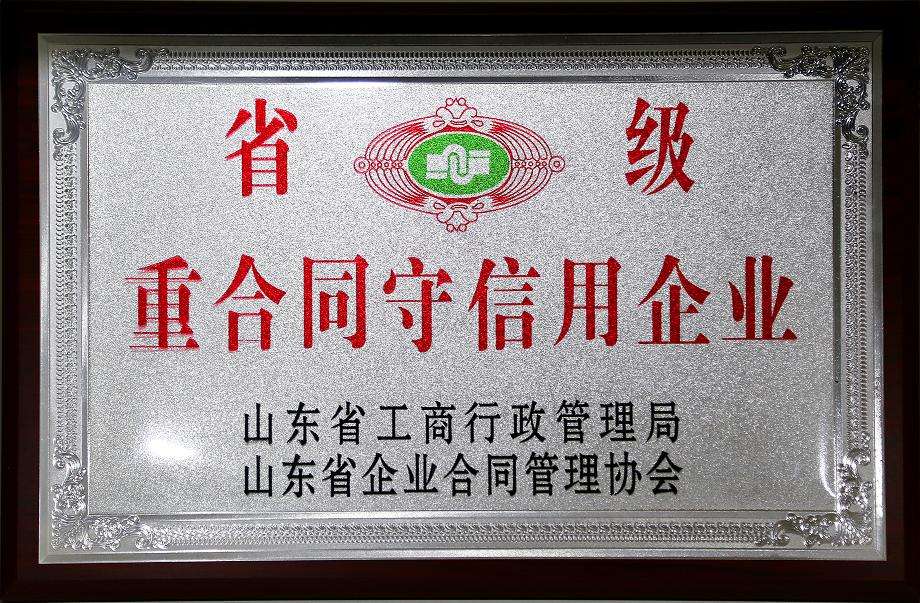 省 级
重合同守信用企业
山东省工商行政管理局
山东省企业合同管理协会